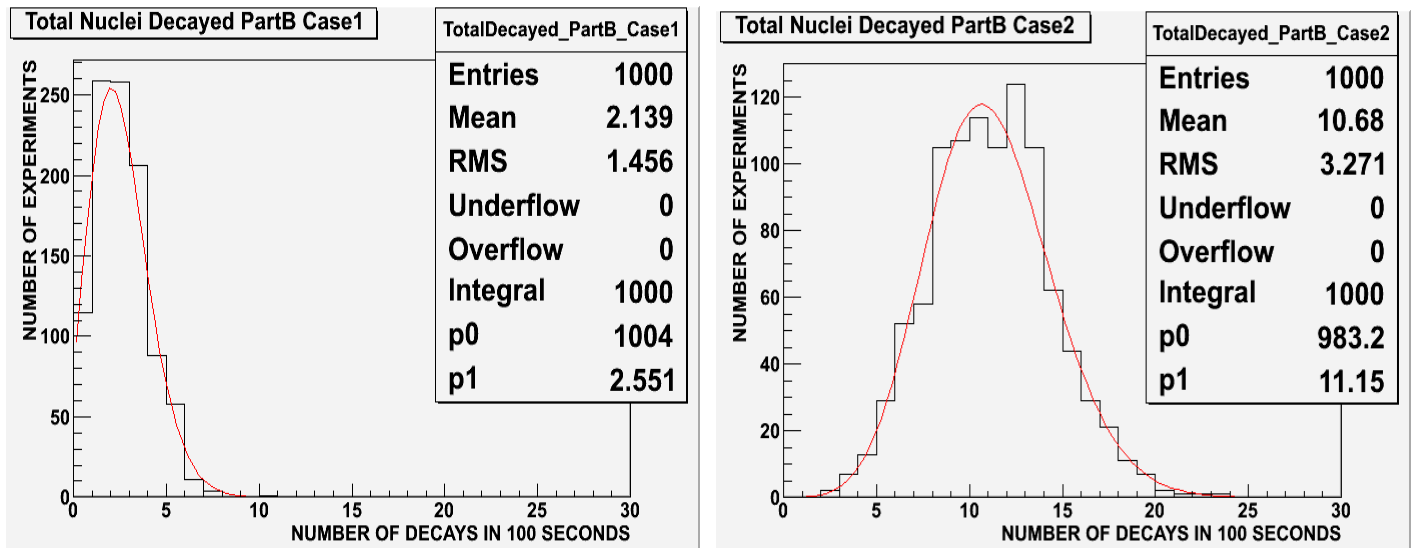 Total Nuclei Decayed PartB Case1
TotalDecayed_PartB_Case1
Entries 1000
Mean 2.139
RMS 1.456
Underflow 0
Overflow 0
Integral 1000
p0 1004
p1 2.551
NUMBER OF EXPERIMENTS
250
200
150
100
50
0
0 5 10 15 20 25 30
NUMBER OF DECAYS IN 100 SECONDS
Total Nuclei Decayed PartB Case2
TotalDecayed_PartB_Case2
Entries 1000
Mean 10.68
RMS 3.271
Underflow 0
Overflow 0
Integral 1000
p0 983.2
p1 11.15
NUMBER OF EXPERIMENTS
120
100
80
60
40
20
0
0 5 10 15 20 25 30
NUMBER OF DECAYS IN 100 SECONDS